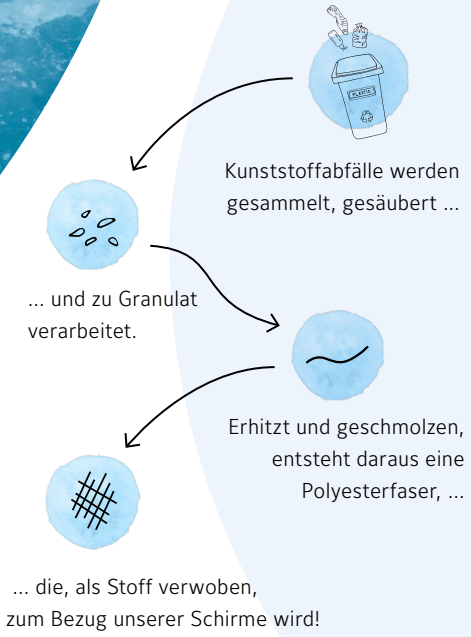 PLASTIC
Kunststoffabfälle werden
gesammelt, gesäubert ...
... und zu Granulat
verarbeitet.
Erhitzt und geschmolzen,
entsteht daraus eine
Polyesterfaser, ...
... die, als Stoff verwoben,
zum Bezug unserer Schirme wird!